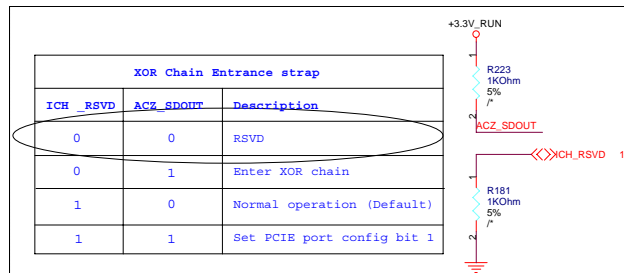 +3.3V_RUN
XOR Chain Entrance strap
ICH _RSVD ACZ_SDOUT Description
0 0 RSVD
0 1 Enter XOR chain
1 0 Normal operation (Default)
1 1 Set PCIE port config bit 1
1
R223
1KOhm
5%
/*
2
ACZ_SDOUT
ICH_RSVD 1
1
R181
1KOhm
5%
/*
2